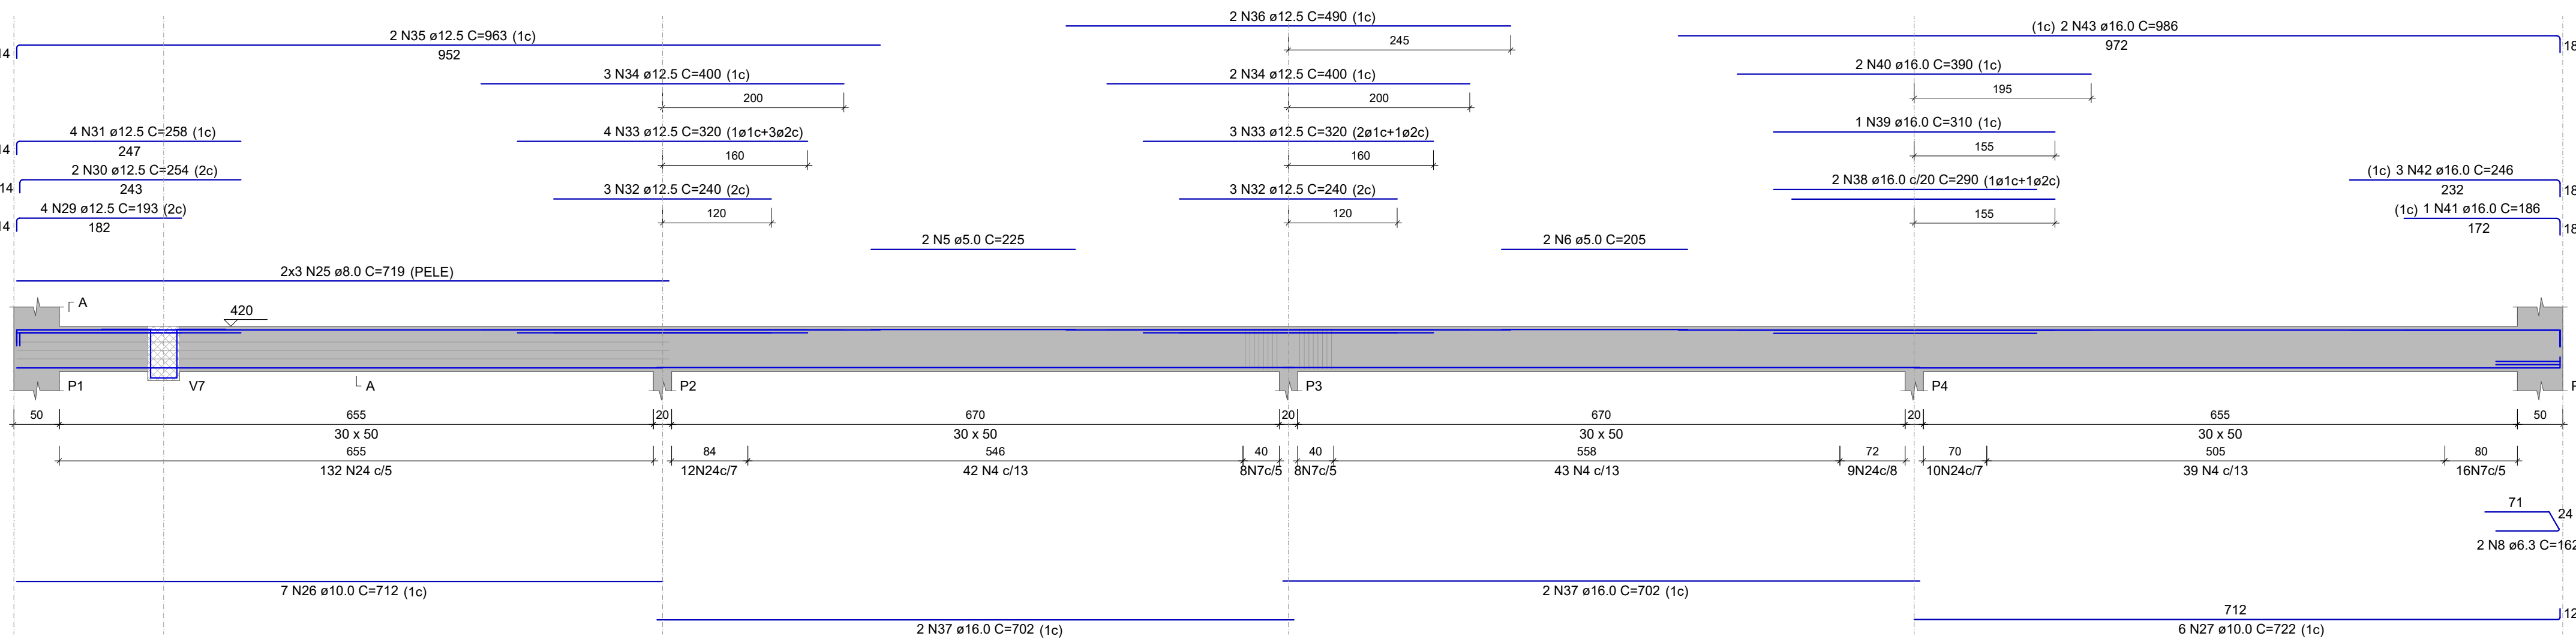 2 N36 ø12.5 C=490 (1c)
245
(1c) 2 N43 ø16.0 C=986
972
18
2 N35 ø12.5 C=963 (1c)
952
14
3 N34 ø12.5 C=400 (1c)
200
2 N34 ø12.5 C=400 (1c)
200
2 N40 ø16.0 C=390 (1c)
195
4 N31 ø12.5 C=258 (1c)
247
14
4 N33 ø12.5 C=320 (1ø1c+3ø2c)
160
3 N33 ø12.5 C=320 (2ø1c+1ø2c)
160
1 N39 ø16.0 C=310 (1c)
155
2 N30 ø12.5 C=254 (2c)
243
14
3 N32 ø12.5 C=240 (2c)
120
3 N32 ø12.5 C=240 (2c)
120
2 N38 ø16.0 c/20 C=290 (1ø1c+1ø2c)
155
(1c) 3 N42 ø16.0 C=246
232
18
4 N29 ø12.5 C=193 (2c)
182
14
(1c) 1 N41 ø16.0 C=186
172
18
2 N5 ø5.0 C=225
2 N6 ø5.0 C=205
2x3 N25 ø8.0 C=719 (PELE)
A
420
P1
V7
A
P2
P3
P4
P
50
655
20
670
20
670
20
655
50
30 x 50
30 x 50
30 x 50
30 x 50
655
84
546
40
40
558
72
70
505
80
132 N24 c/5
12N24c/7
42 N4 c/13
8N7c/5
8N7c/5
43 N4 c/13
9N24c/8
10N24c/7
39 N4 c/13
16N7c/5
71
24
2 N8 ø6.3 C=162
7 N26 ø10.0 C=712 (1c)
2 N37 ø16.0 C=702 (1c)
2 N37 ø16.0 C=702 (1c)
712
12
6 N27 ø10.0 C=722 (1c)